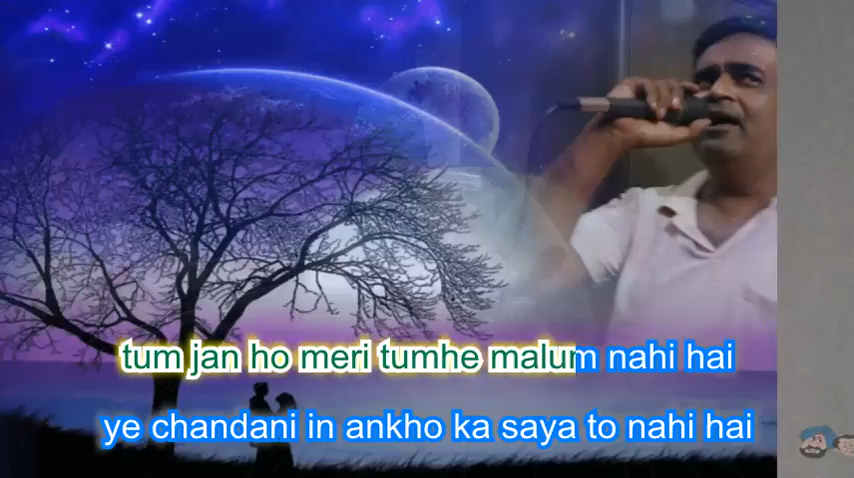 tum jan ho meri tumhe malum nahi hai
ye chandani in ankho ka saya to nahi hai